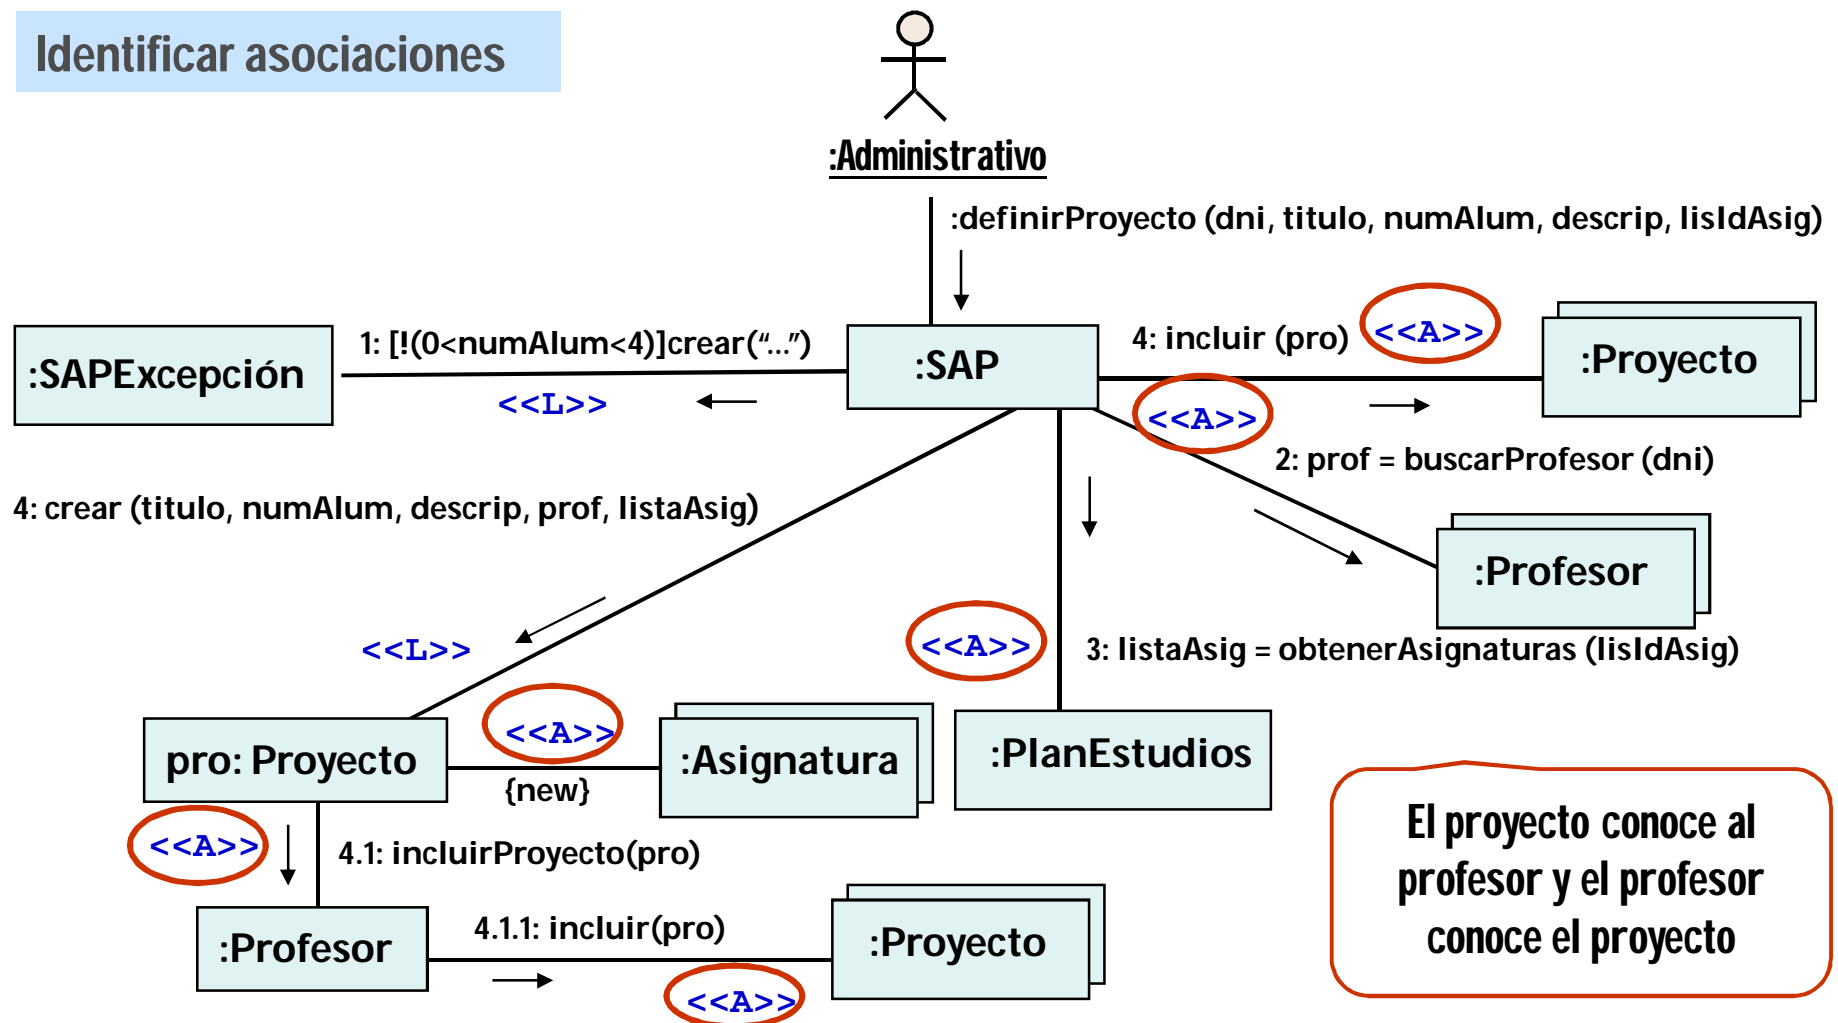 Identificar asociaciones
:Administrativo
:definirProyecto (dni, titulo, numAlum, descrip, lisIdAsig)
1: [!(0<numAlum<4)]crear("...")
<<L>>
:SAPExcepción
:SAP
4: incluir (pro)
<<A>>
:Proyecto
<<A>>
2: prof = buscarProfesor (dni)
:Profesor
4: crear (titulo, numAlum, descrip, prof, listaAsig)
<<L>>
<<A>>
3: listaAsig = obtenerAsignaturas (lisIdAsig)
pro: Proyecto
<<A>>
{new}
:Asignatura
:PlanEstudios
<<A>>
4.1: incluirProyecto(pro)
:Profesor
4.1.1: incluir(pro)
<<A>>
:Proyecto
El proyecto conoce al
profesor y el profesor
conoce el proyecto